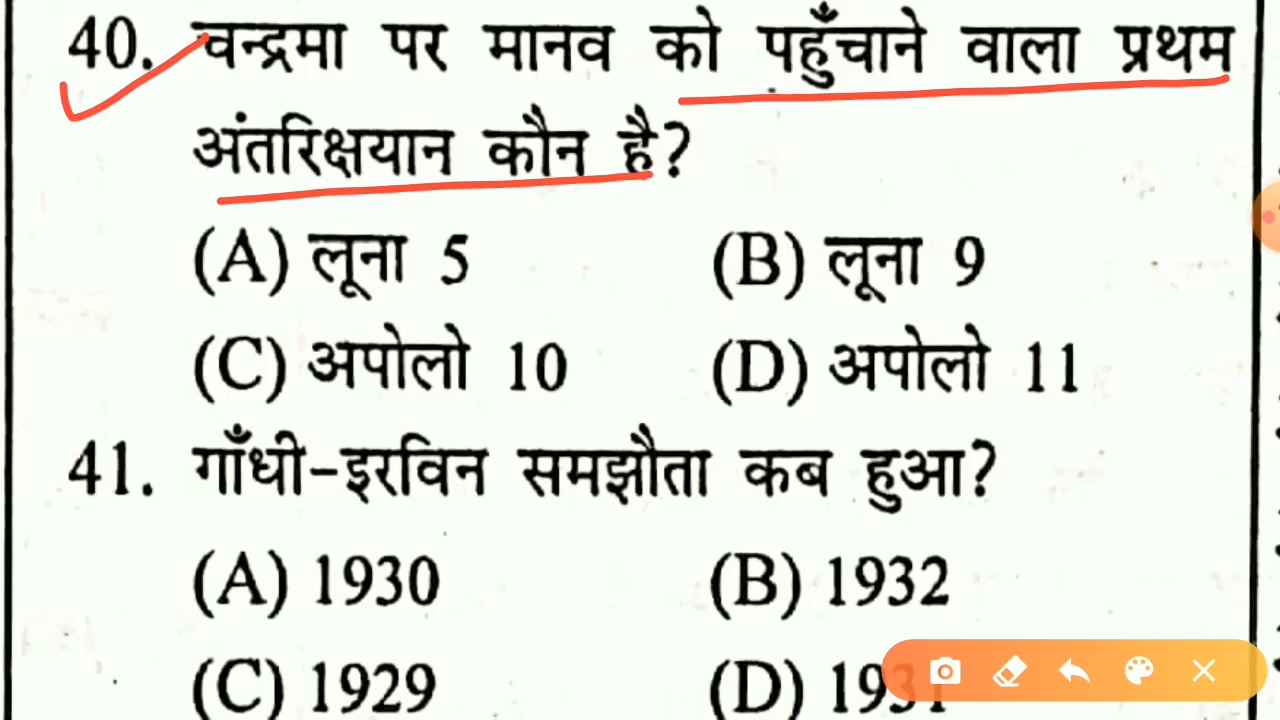 40. चन्द्रमा पर मानव को पहुँचाने वाला प्रथम
अंतरिक्षयान कौन है?
(A) लूना 5 (B) लूना 9
(C) अपोलो 10 (D) अपोलो 11
41. गाँधी-इरविन समझौता कब हुआ?
(A) 1930 (B) 1932
(C) 1929 (D) 1931